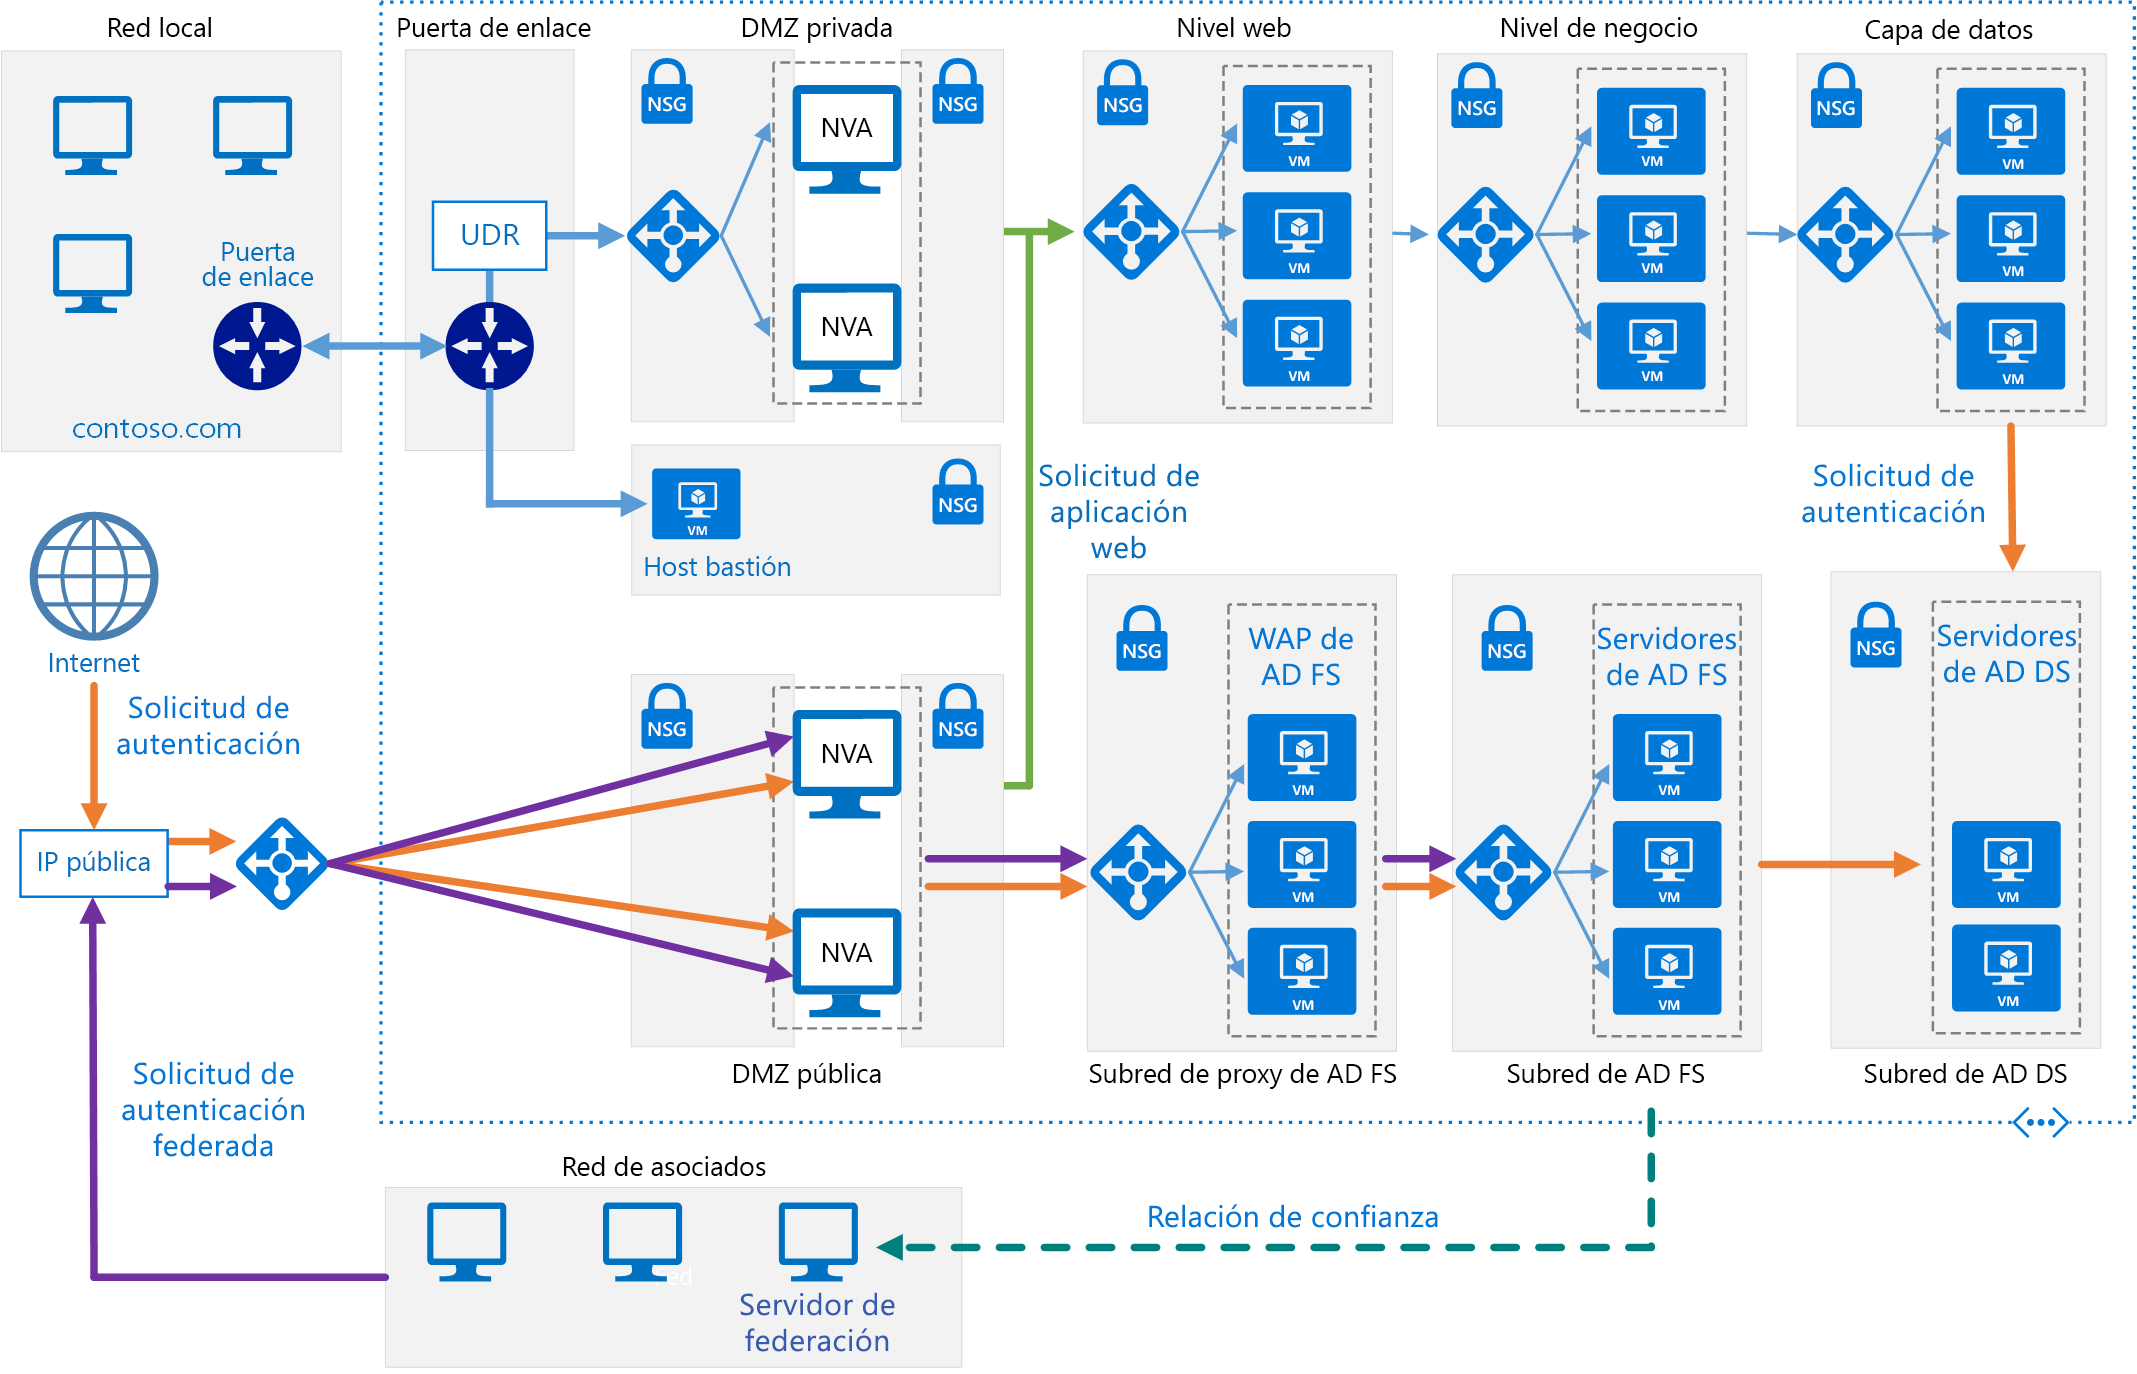 Red local
Puerta de enlace
DMZ privada
Nivel web
Nivel de negocio
Capa de datos
NSG
NVA
NSG
NSG
VM
NSG
VM
NSG
VM
UDR
VM
VM
VM
Puerta
de enlace
NVA
VM
VM
VM
contoso.com
VM
Host bastión
NSG
Solicitud de
aplicación
web
Solicitud de
autenticación
Internet
Solicitud de
autenticación
NSG
NVA
NSG
NSG
WAP de
AD FS
VM
NSG
Servidores
de AD FS
VM
NSG
Servidores
de AD DS
IP pública
VM
VM
VM
NVA
VM
VM
VM
DMZ pública
Subred de proxy de AD FS
Subred de AD FS
Subred de AD DS
Solicitud de
autenticación
federada
Red de asociados
Relación de confianza
Fed
Servidor de
federación